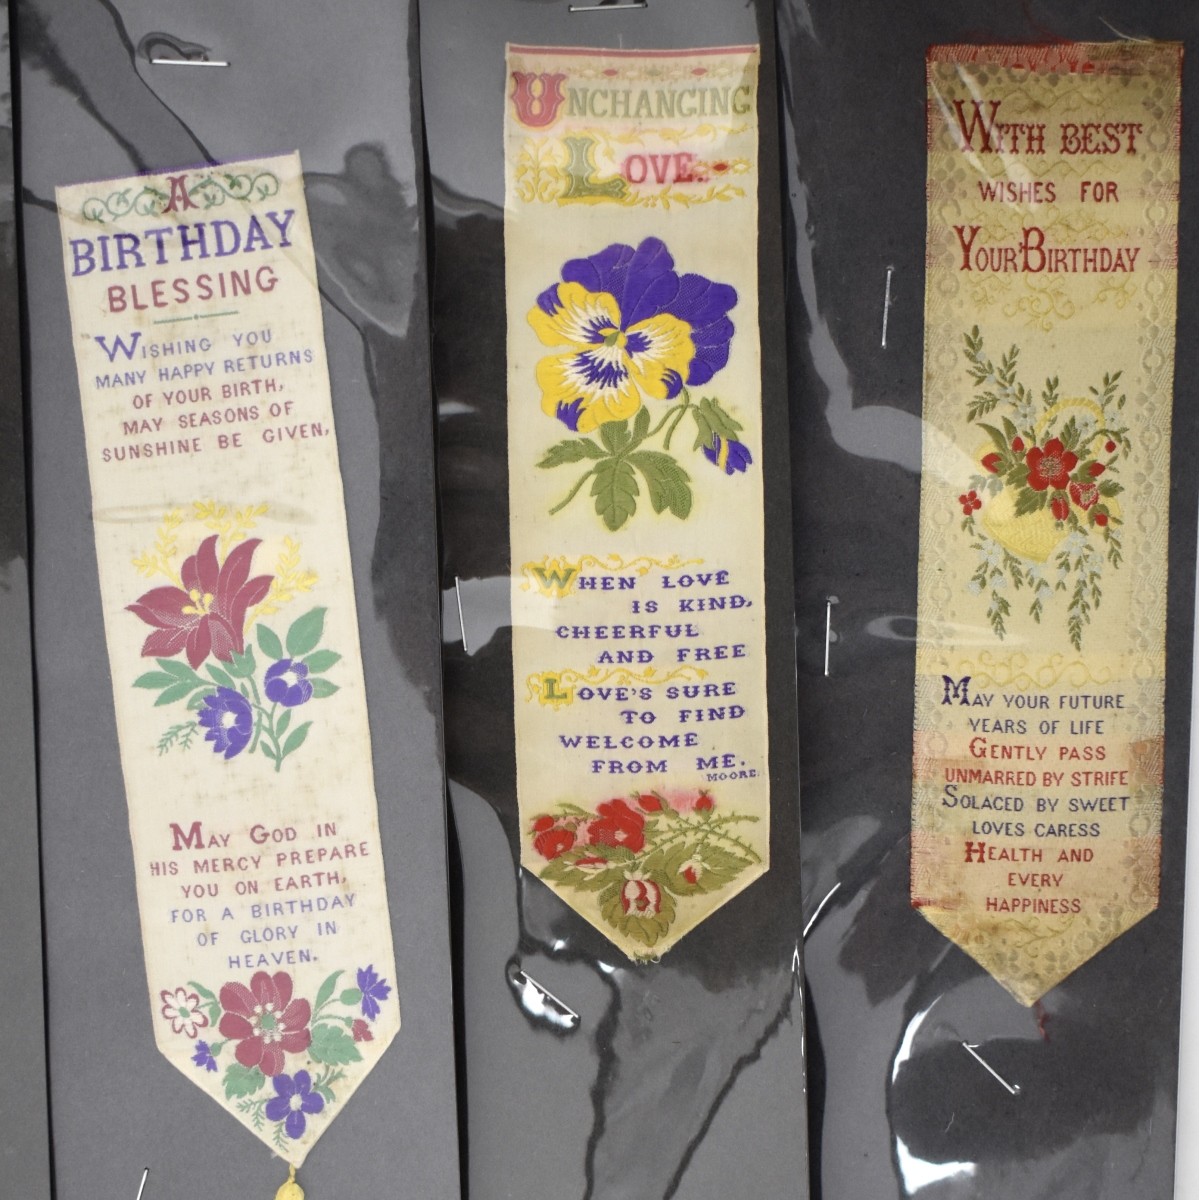 A
BIRTHDAY
BLESSING
WISHING YOU
MANY HAPPY RETURNS
OF YOUR BIRTH,
MAY SEASONS OF
SUNSHINE BE GIVEN,
MAY GOD IN
HIS MERCY PREPARE
YOU ON EARTH,
FOR A BIRTHDAY
OF GLORY IN
HEAVEN.
UNCHANGING
LOVE.
WHEN LOVE
IS KIND,
CHEERFUL
AND FREE
LOVE'S SURE
TO FIND
WELCOME
FROM ME.
MOORE.
WITH BEST
WISHES FOR
YOUR BIRTHDAY
MAY YOUR FUTURE
YEARS OF LIFE
GENTLY PASS
UNMARRED BY STRIFE
SOLACED BY SWEET
LOVES CARESS
HEALTH AND
EVERY
HAPPINESS